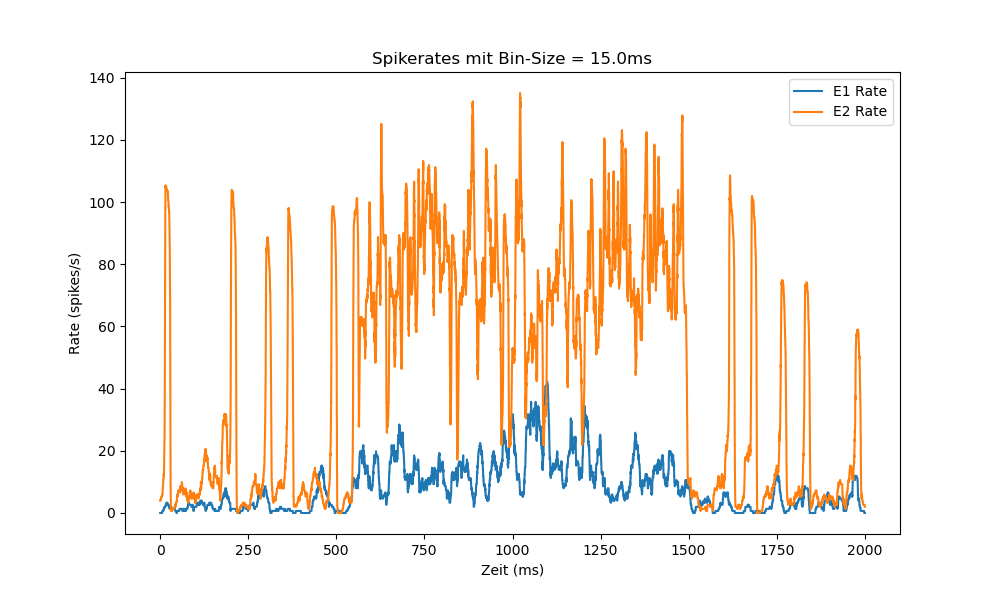 Spikerates mit Bin-Size = 15.0ms
140
120
100
80
60
40
20
0
Rate (spikes/s)
E1 Rate
E2 Rate
0 250 500 750 1000 1250 1500 1750 2000
Zeit (ms)